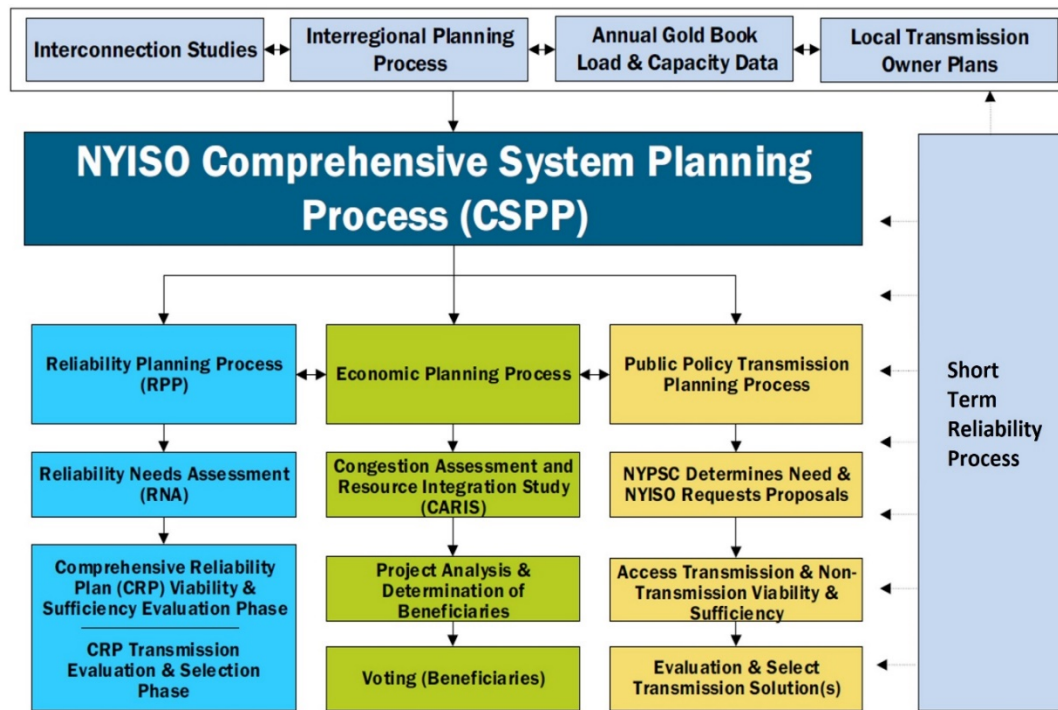 Interconnection Studies
Interregional Planning
Process
Annual Gold Book
Load & Capacity Data
Local Transmission
Owner Plans
NYISO Comprehensive System Planning
Process (CSPP)
Reliability Planning Process
(RPP)
Economic Planning Process
Public Policy Transmission
Planning Process
Short
Term
Reliability
Process
Reliability Needs Assessment
(RNA)
Congestion Assessment and
Resource Integration Study
(CARIS)
NYPSC Determines Need &
NYISO Requests Proposals
Comprehensive Reliability
Plan (CRP) Viability &
Sufficiency Evaluation Phase
CRP Transmission
Evaluation & Selection
Phase
Project Analysis &
Determination of
Beneficiaries
Access Transmission & Non-
Transmission Viability &
Sufficiency
Voting (Beneficiaries)
Evaluation & Select
Transmission Solution(s)